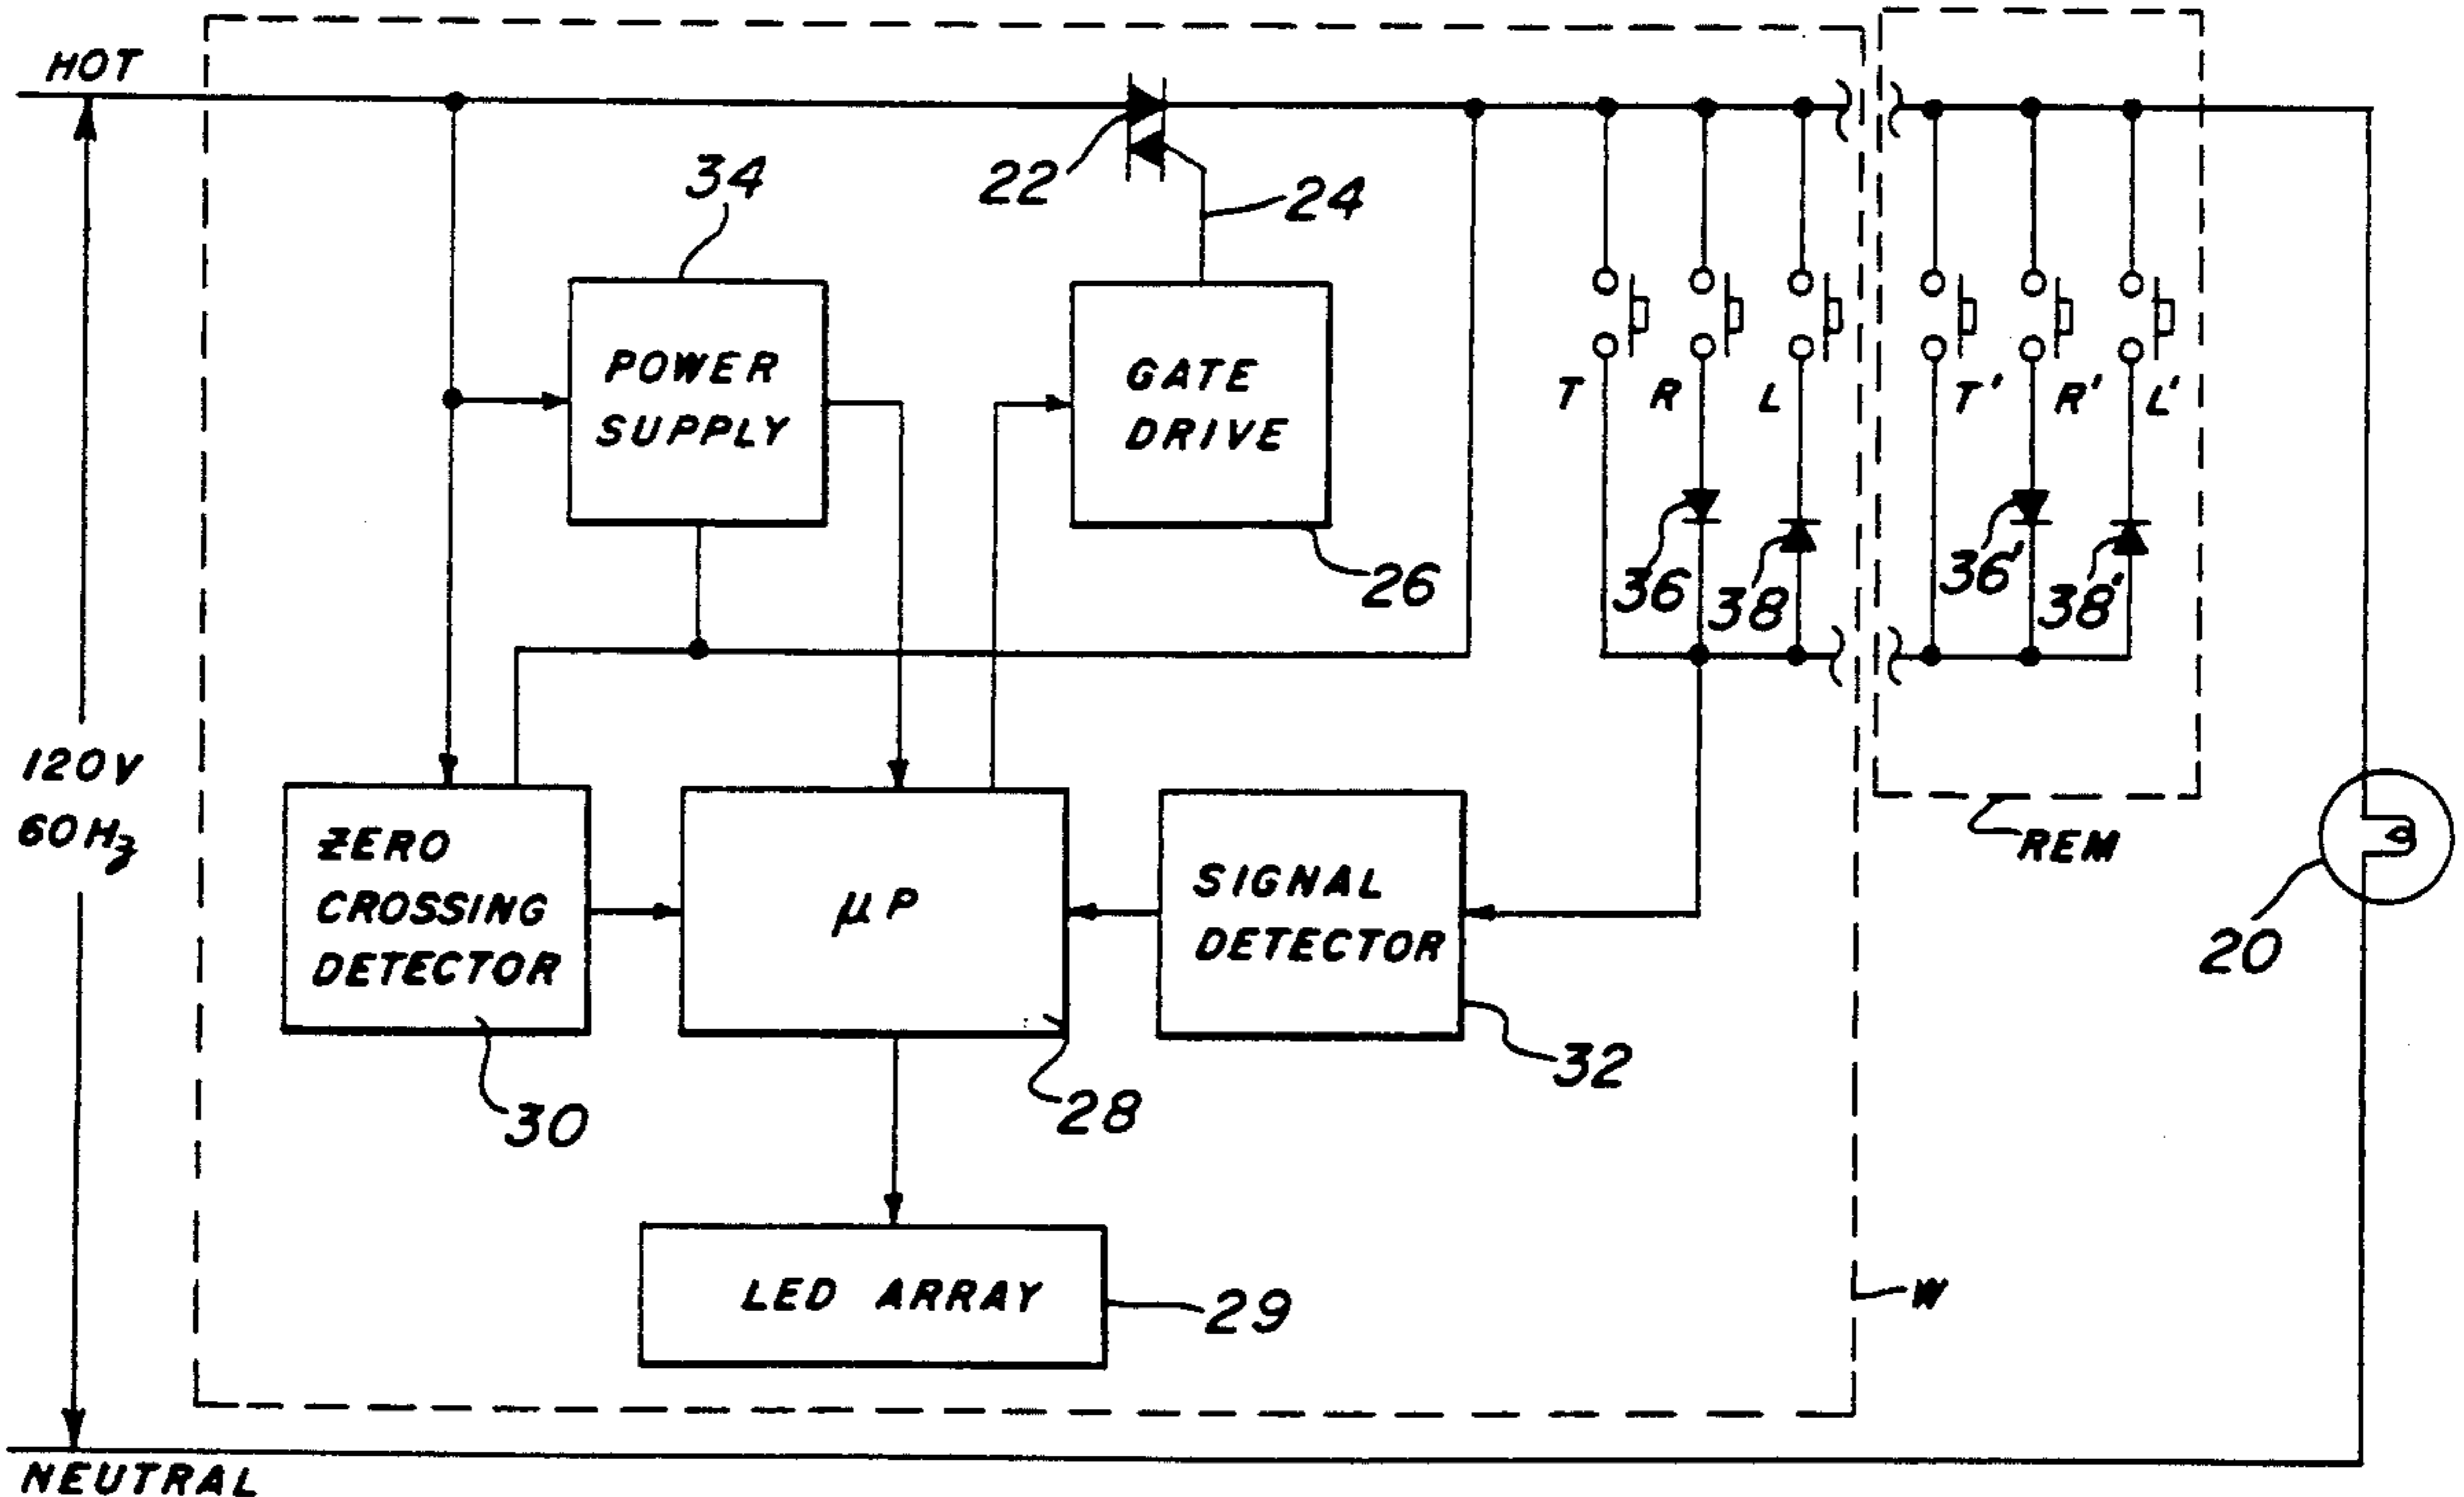 HOT
34
22
24
POWER
SUPPLY
GATE
DRIVE
T R L
T' R' L'
36
38
36'
38'
26
120V
60Hz
ZERO
CROSSING
DETECTOR
μP
SIGNAL
DETECTOR
REM
20
30
28
32
LED ARRAY
29
W
NEUTRAL